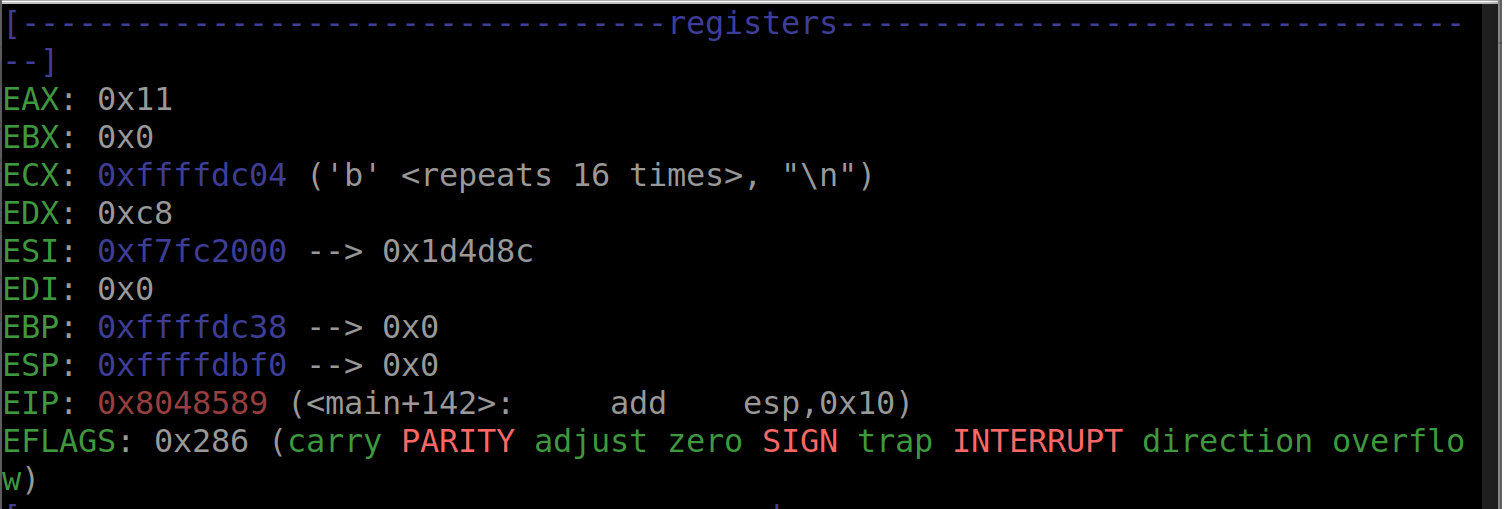 [----------------------------------registers---------------------------------
--]
EAX: 0x11
EBX: 0x0
ECX: 0xffffdc04 ('b' <repeats 16 times>, "\n")
EDX: 0xc8
ESI: 0xf7fc2000 --> 0x1d4d8c
EDI: 0x0
EBP: 0xffffdc38 --> 0x0
ESP: 0xffffdbf0 --> 0x0
EIP: 0x8048589 (<main+142>:     add    esp,0x10)
EFLAGS: 0x286 (carry PARITY adjust zero SIGN trap INTERRUPT direction overflo
w)